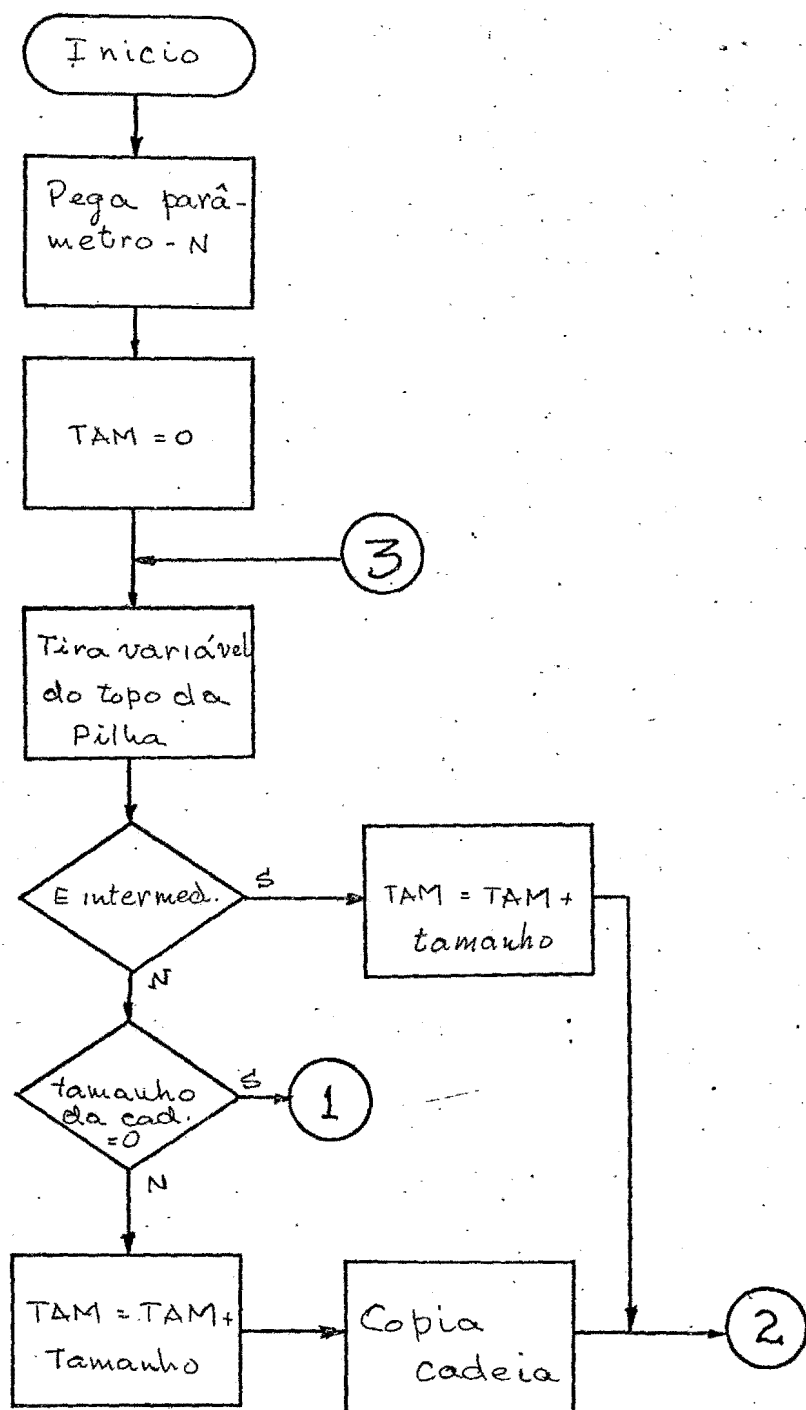 Inicio
Pega parâ-
metro - N
TAM = 0
3
Tira variável
do topo da
Pilha
E intermed.
S
TAM = TAM +
tamanho
N
tamanho
da cad.
=0
S
1
N
TAM = TAM+
Tamanho
Copia
cadeia
2